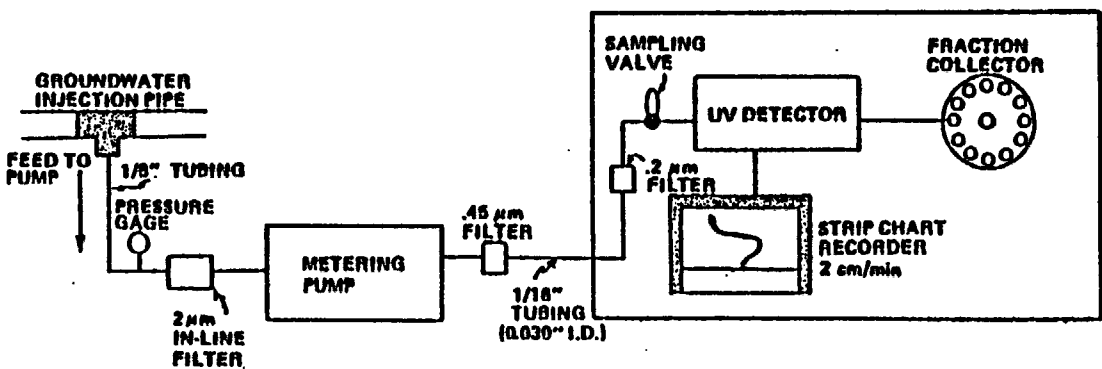 GROUNDWATER
INJECTION PIPE
FEED TO
PUMP
1/8" TUBING
PRESSURE
GAGE
2 µm
IN-LINE
FILTER
METERING
PUMP
.45 µm
FILTER
1/16"
TUBING
(0.030" I.D.)
SAMPLING
VALVE
.2 µm
FILTER
UV DETECTOR
STRIP CHART
RECORDER
2 cm/min
FRACTION
COLLECTOR